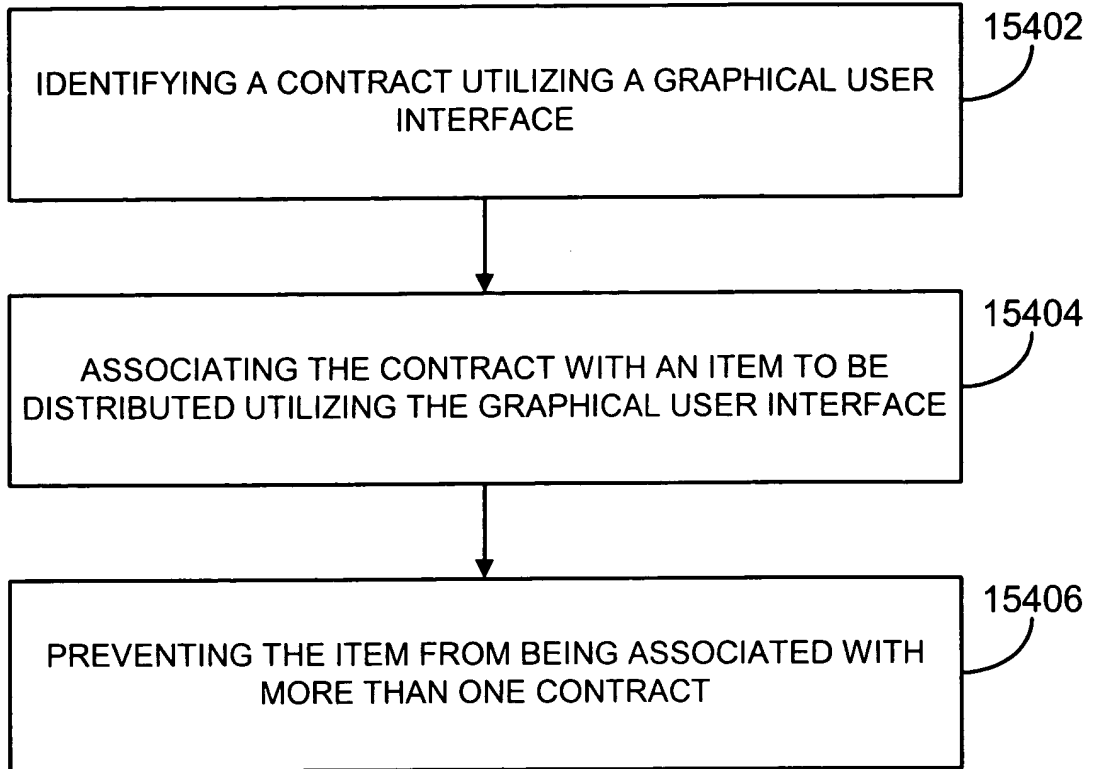 15402
IDENTIFYING A CONTRACT UTILIZING A GRAPHICAL USER
INTERFACE
15404
ASSOCIATING THE CONTRACT WITH AN ITEM TO BE
DISTRIBUTED UTILIZING THE GRAPHICAL USER INTERFACE
15406
PREVENTING THE ITEM FROM BEING ASSOCIATED WITH
MORE THAN ONE CONTRACT